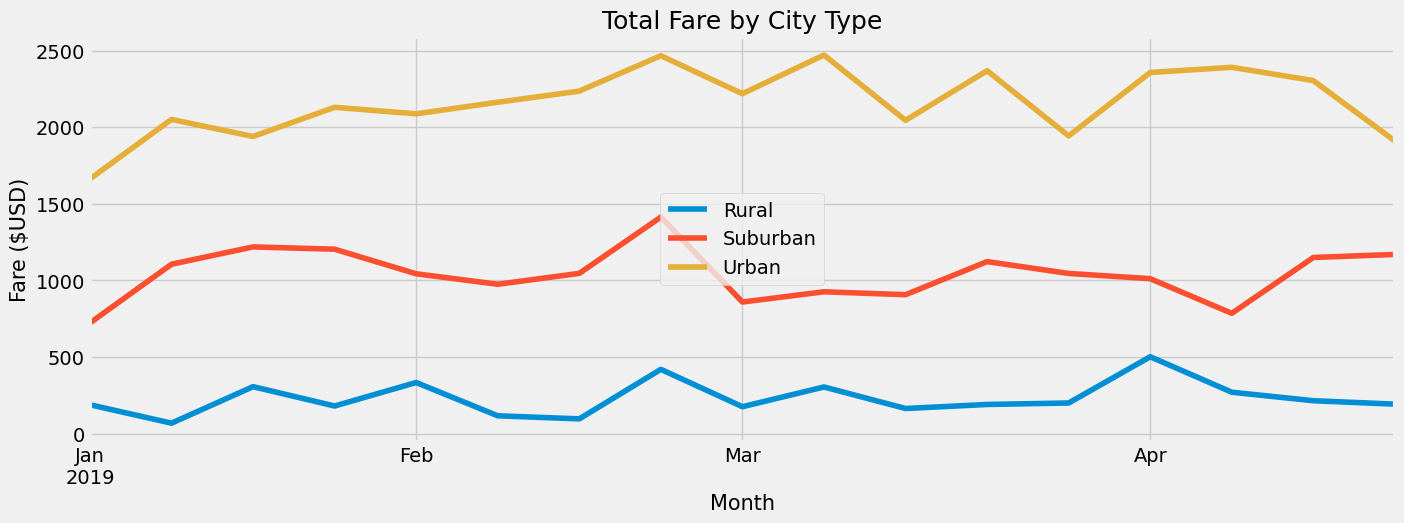 Total Fare by City Type
Fare ($USD)
2500
2000
1500
1000
500
0
Rural
Suburban
Urban
Jan Feb Mar Apr
2019
Month